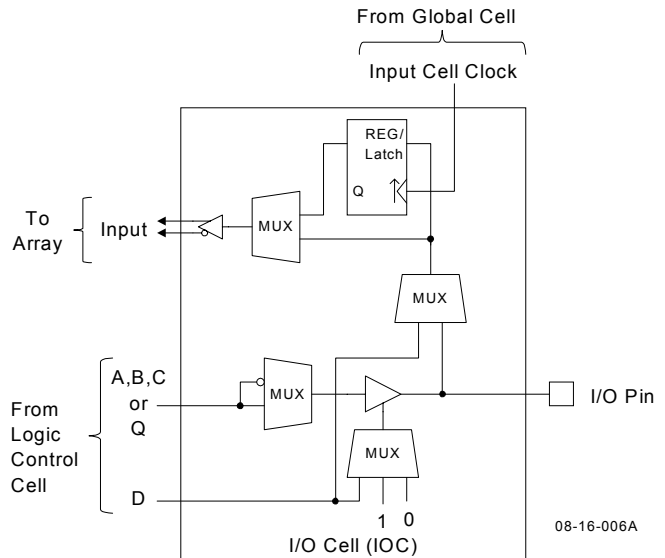 From Global Cell
Input Cell Clock
REG/
Latch
Q
To
Array
Input
MUX
MUX
A,B,C
or
Q
MUX
I/O Pin
From
Logic
Control
Cell
MUX
D
1 0
I/O Cell (IOC)
08-16-006A